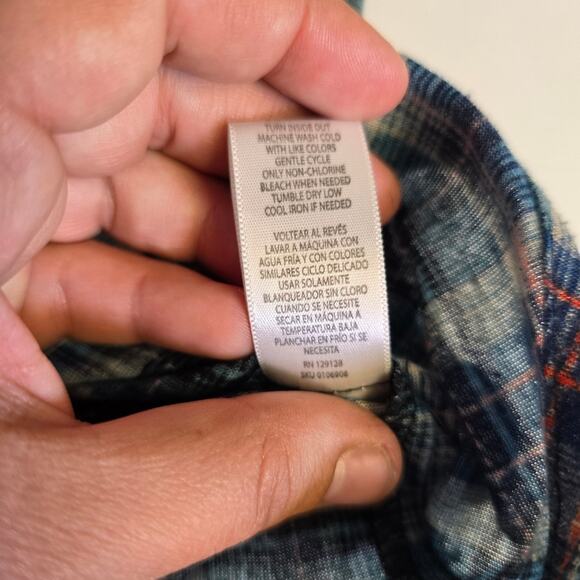 TURN INSIDE OUT
MACHINE WASH COLD
WITH LIKE COLORS
GENTLE CYCLE
ONLY NON-CHLORINE
BLEACH WHEN NEEDED
TUMBLE DRY LOW
COOL IRON IF NEEDED
VOLTEAR AL REVÉS
LAVAR A MÁQUINA CON
AGUA FRÍA Y CON COLORES
SIMILARES CICLO DELICADO
USAR SOLAMENTE
BLANQUEADOR SIN CLORO
CUANDO SE NECESITE
SECAR EN MÁQUINA A
TEMPERATURA BAJA
PLANCHAR EN FRÍO SI SE
NECESITA
RN 129128
SKU 0106908